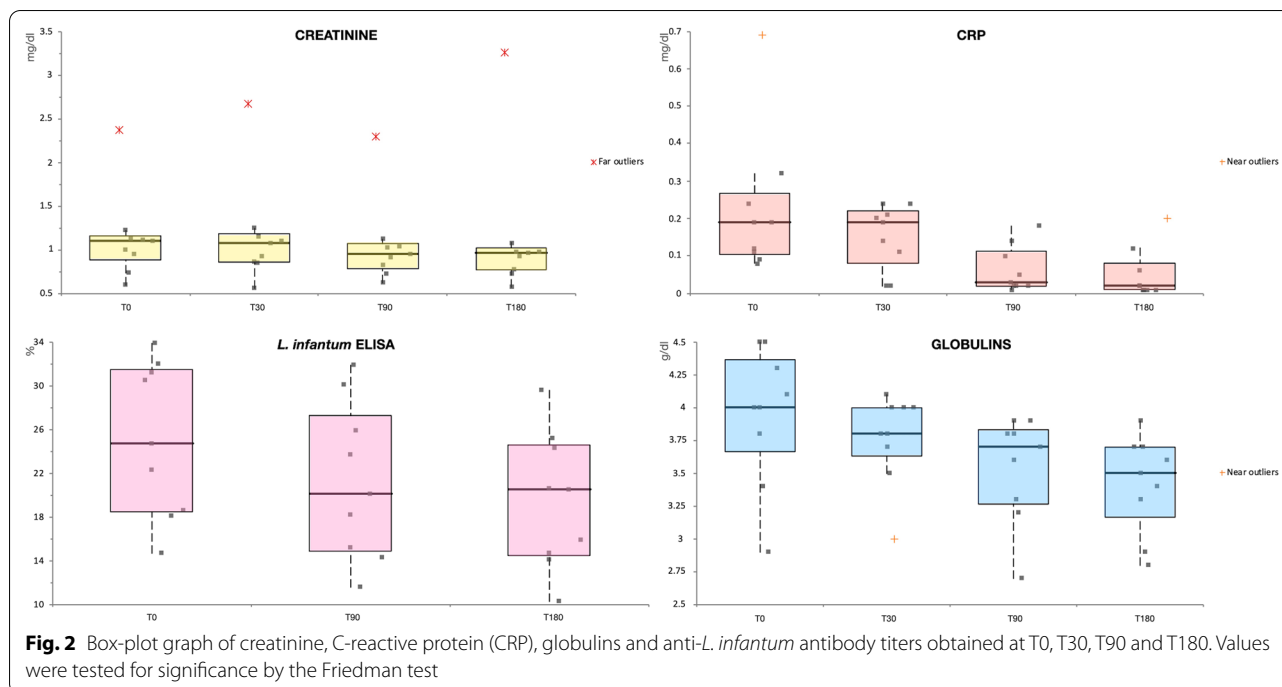 CREATININE
mg/dl
3.5
3
2.5
2
1.5
1
0.5
T0 T30 T90 T180
Far outliers
CRP
mg/dl
0.7
0.6
0.5
0.4
0.3
0.2
0.1
0
T0 T30 T90 T180
Near outliers
L. infantum ELISA
%
34
30
26
22
18
14
10
T0 T90 T180
GLOBULINS
g/dl
4.5
4.25
4
3.75
3.5
3.25
3
2.75
2.5
T0 T30 T90 T180
Near outliers
Fig. 2 Box-plot graph of creatinine, C-reactive protein (CRP), globulins and anti-L. infantum antibody titers obtained at T0, T30, T90 and T180. Values
were tested for significance by the Friedman test